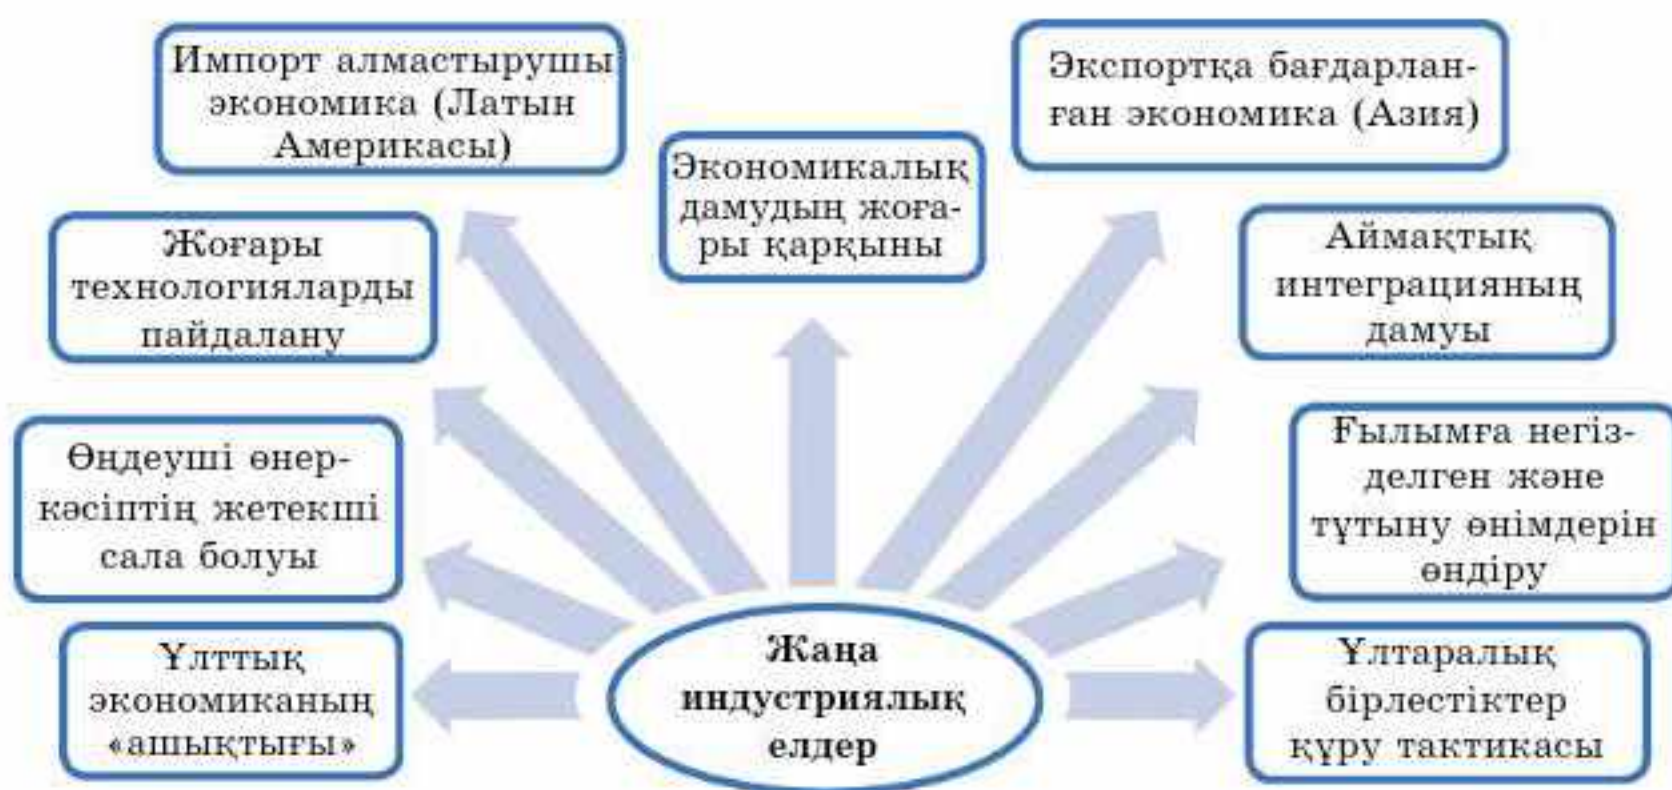 Импорт алмастырушы
экономика (Латын
Америкасы)
Экономикалық
дамудың жоға-
ры қарқыны
Экспортқа бағдарлан-
ған экономика (Азия)
Жоғары
технологияларды
пайдалану
Аймақтық
интеграцияның
дамуы
Өңдеуші өнер-
кәсіптің жетекші
сала болуы
Ғылымға негіз-
делген және
тұтыну өнімдерін
өндіру
Ұлттық
экономиканың
«ашықтығы»
Жаңа
индустриялық
елдер
Ұлтаралық
бірлестіктер
құру тактикасы